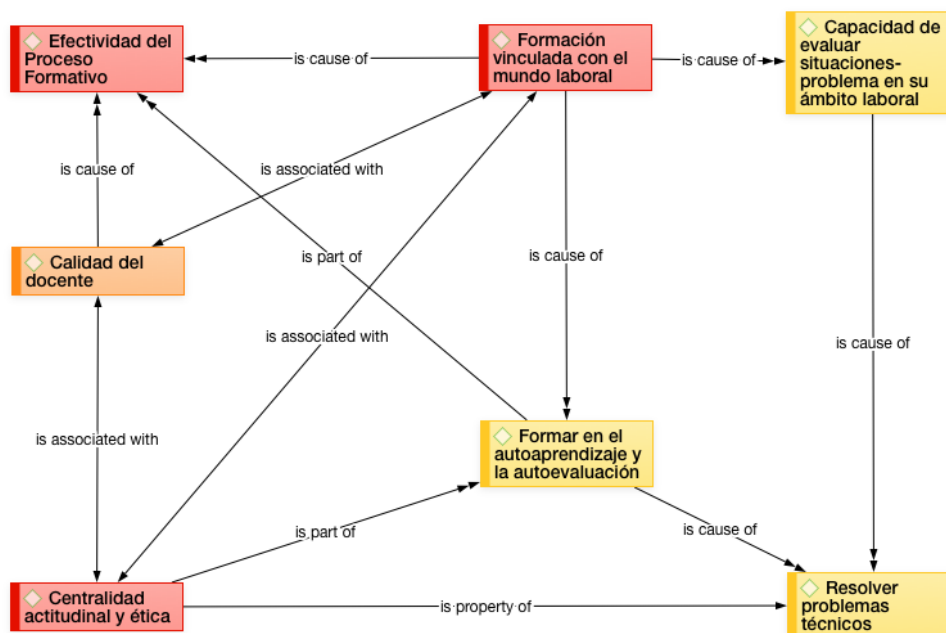 Efectividad del
Proceso
Formativo
is cause of
Formación
vinculada con el
mundo laboral
is cause of
Capacidad de
evaluar
situaciones-
problema en su
ámbito laboral
is cause of
is associated with
Calidad del
docente
is part of
is cause of
is associated with
is cause of
is associated with
Formar en el
autoaprendizaje y
la autoevaluación
is part of
is cause of
Centralidad
actitudinal y ética
is property of
Resolver
problemas
técnicos